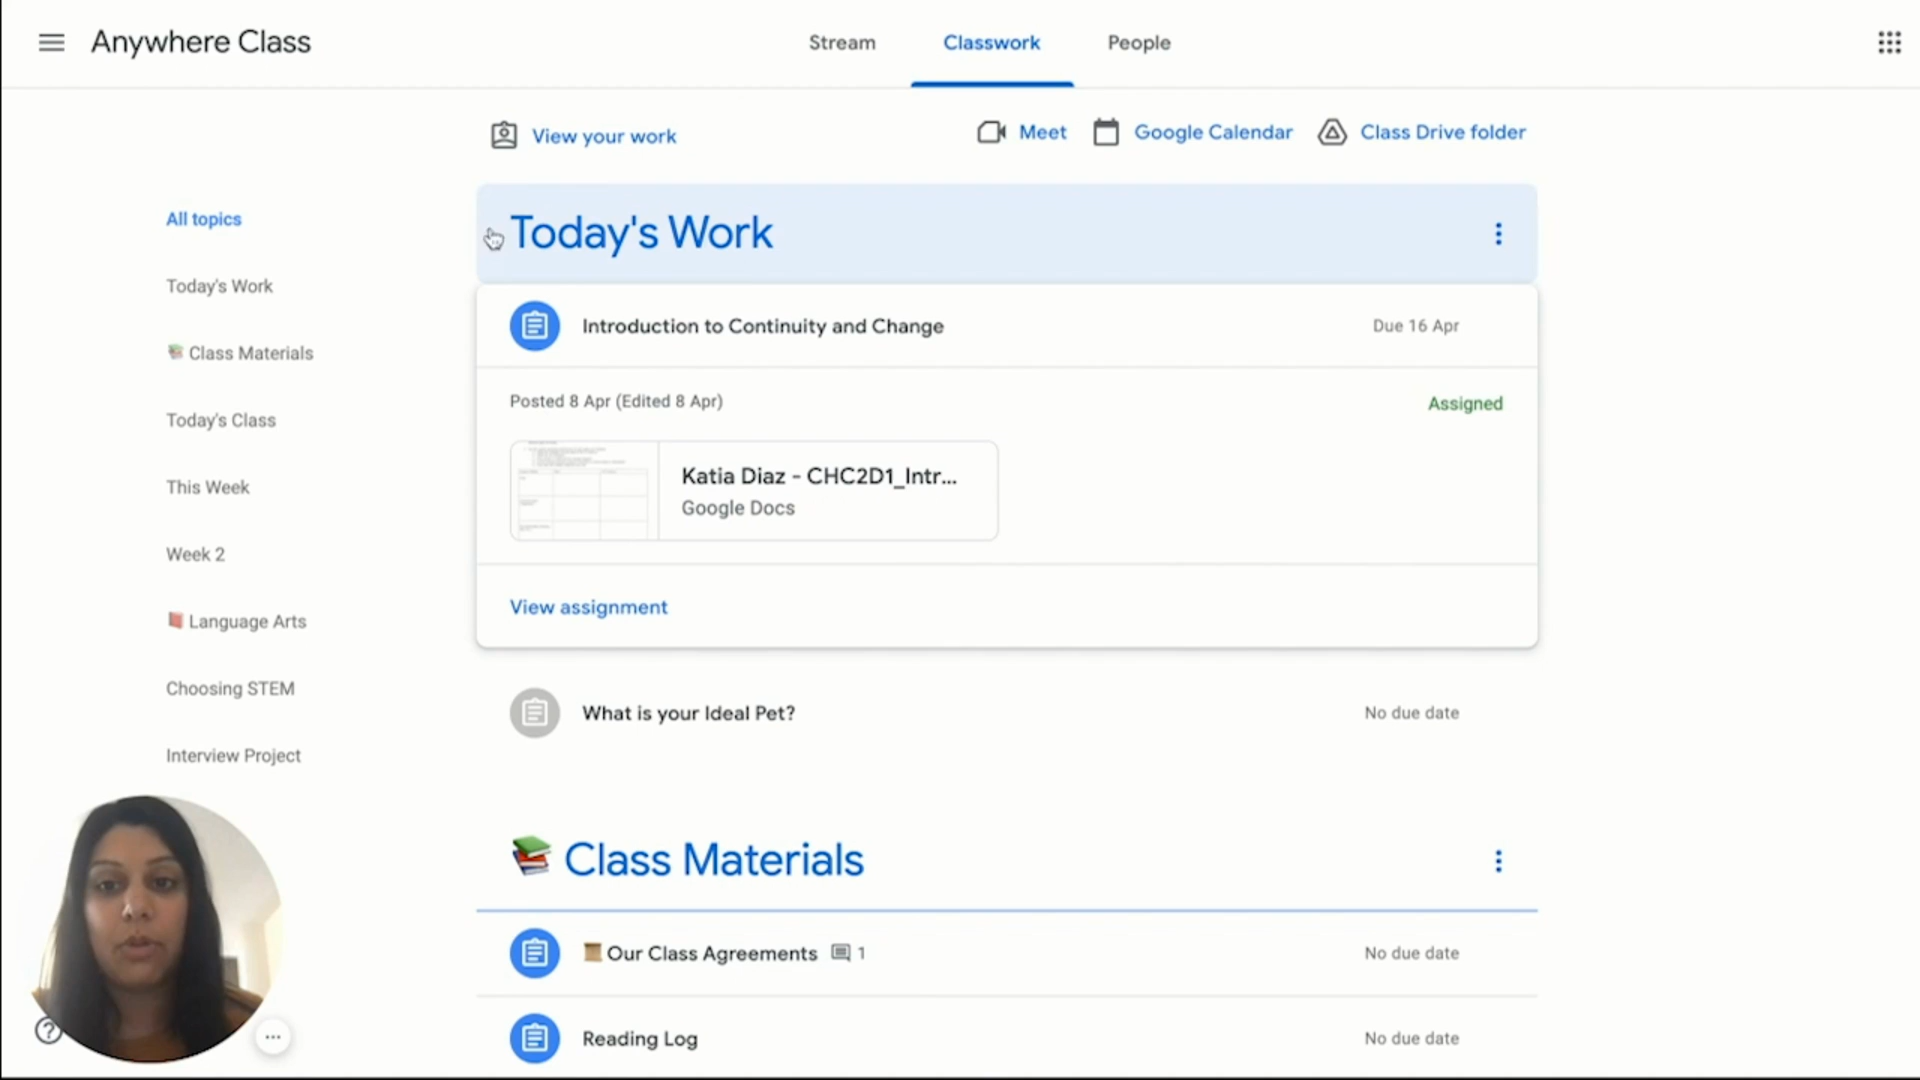 Anywhere Class
Stream
Classwork
People
View your work
Meet
Google Calendar
Class Drive folder
All topics
Today's Work
Class Materials
Today's Class
This Week
Week 2
Language Arts
Choosing STEM
Interview Project
Today's Work
Introduction to Continuity and Change
Due 16 Apr
Posted 8 Apr (Edited 8 Apr)
Assigned
Katia Diaz - CHC2D1_Intr...
Google Docs
View assignment
What is your Ideal Pet?
No due date
Class Materials
Our Class Agreements 1
No due date
Reading Log
No due date